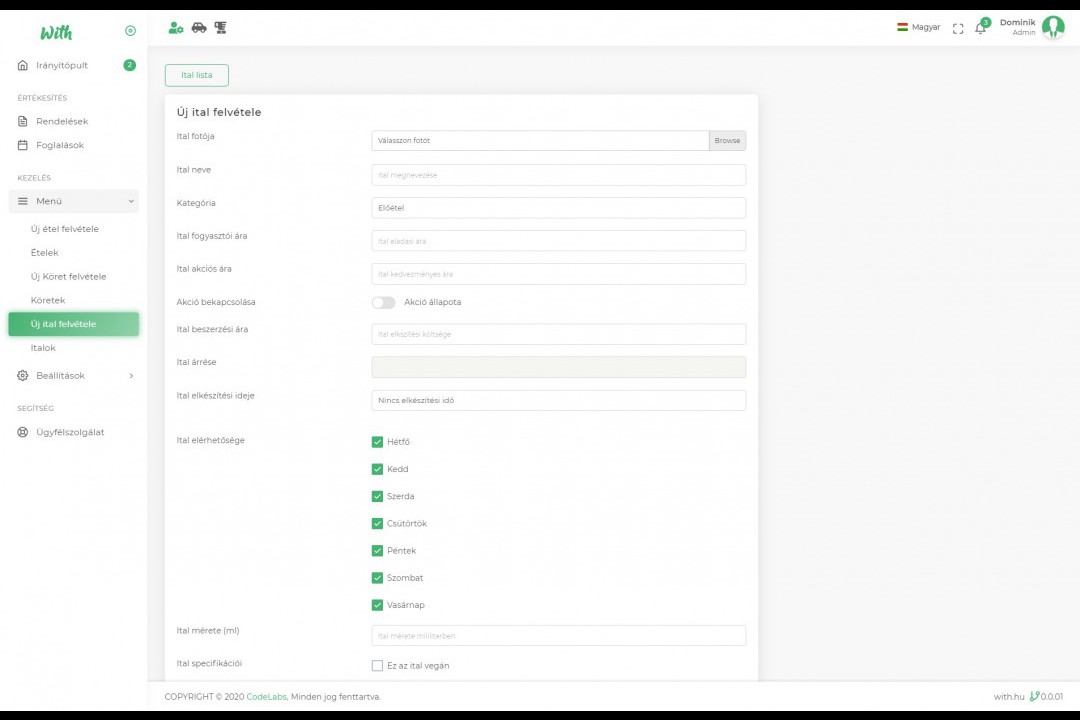 With
Irányítópult
2
ÉRTÉKESÍTÉS
Rendelések
Foglalások
KEZELÉS
Menü
Új étel felvétele
Ételek
Új Köret felvétele
Köretek
Új ital felvétele
Italok
Beállítások
SEGÍTSÉG
Ügyfélszolgálat
Magyar
3
Dominik
Admin
Ital lista
Új ital felvétele
Ital fotója
Válasszon fotót
Browse
Ital neve
Ital megnevezése
Kategória
Előétel
Ital fogyasztói ára
Ital eladási ára
Ital akciós ára
Ital kedvezményes ára
Akció bekapcsolása
Akció állapota
Ital beszerzési ára
Ital elkszítési költsége
Ital árrése
Ital elkészítési ideje
Nincs elkészítési idő
Ital elérhetősége
Hétfő
Kedd
Szerda
Csütörtök
Péntek
Szombat
Vasárnap
Ital mérete (ml)
Ital mérete mililiterben
Ital specifikációi
Ez az ital vegán
COPYRIGHT © 2020 CodeLabs, Minden jog fenttartva.
with.hu 0.0.01